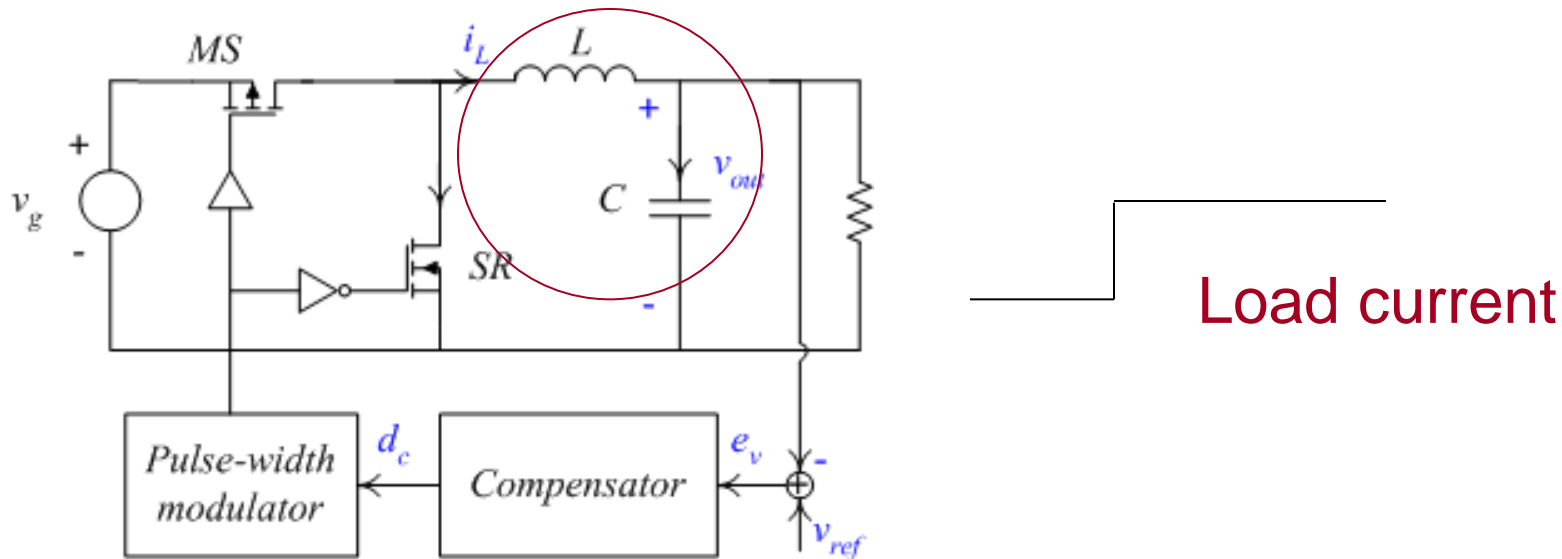 MS
i_L
L
+
+
v_g
v_out
C
-
SR
-
Load current
Pulse-width
modulator
d_c
Compensator
e_v
-
+
v_ref